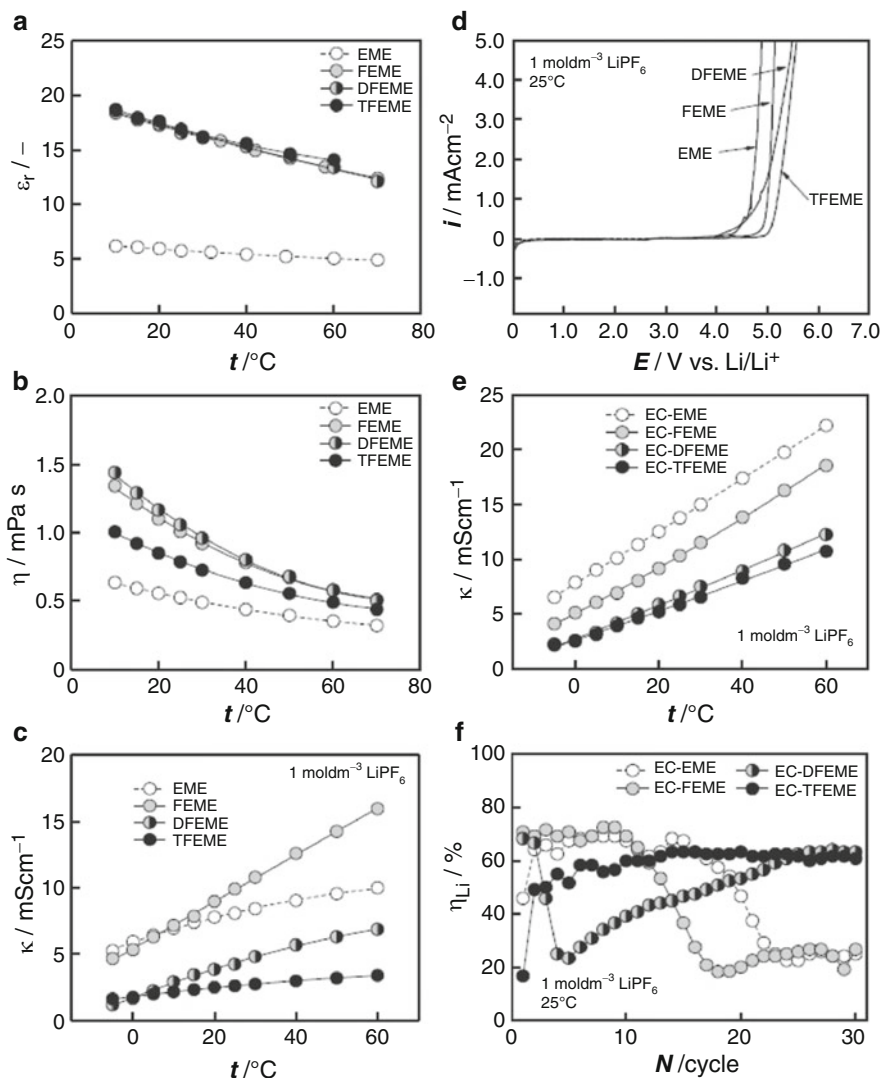 a
EME
FEME
DFEME
TFEME
25
20
15
10
5
0
0 20 40 60 80
εr / −
t /°C
b
EME
FEME
DFEME
TFEME
2.0
1.5
1.0
0.5
0
0 20 40 60 80
η / mPa s
t /°C
c
1 moldm−3 LiPF6
EME
FEME
DFEME
TFEME
20
15
10
5
0
0 10 20 30 40 50 60
κ / mScm−1
t /°C
d
1 moldm−3 LiPF6
25°C
DFEME
FEME
EME
TFEME
5.0
4.0
3.0
2.0
1.0
0
−1.0
0 1.0 2.0 3.0 4.0 5.0 6.0 7.0
i / mAcm−2
E / V vs. Li/Li+
e
EC-EME
EC-FEME
EC-DFEME
EC-TFEME
1 moldm−3 LiPF6
25
20
15
10
5
0
0 10 20 30 40 50 60
κ / mScm−1
t /°C
f
EC-EME
EC-FEME
EC-DFEME
EC-TFEME
1 moldm−3 LiPF6
25°C
100
80
60
40
20
0
0 10 20 30
ηLi / %
N /cycle